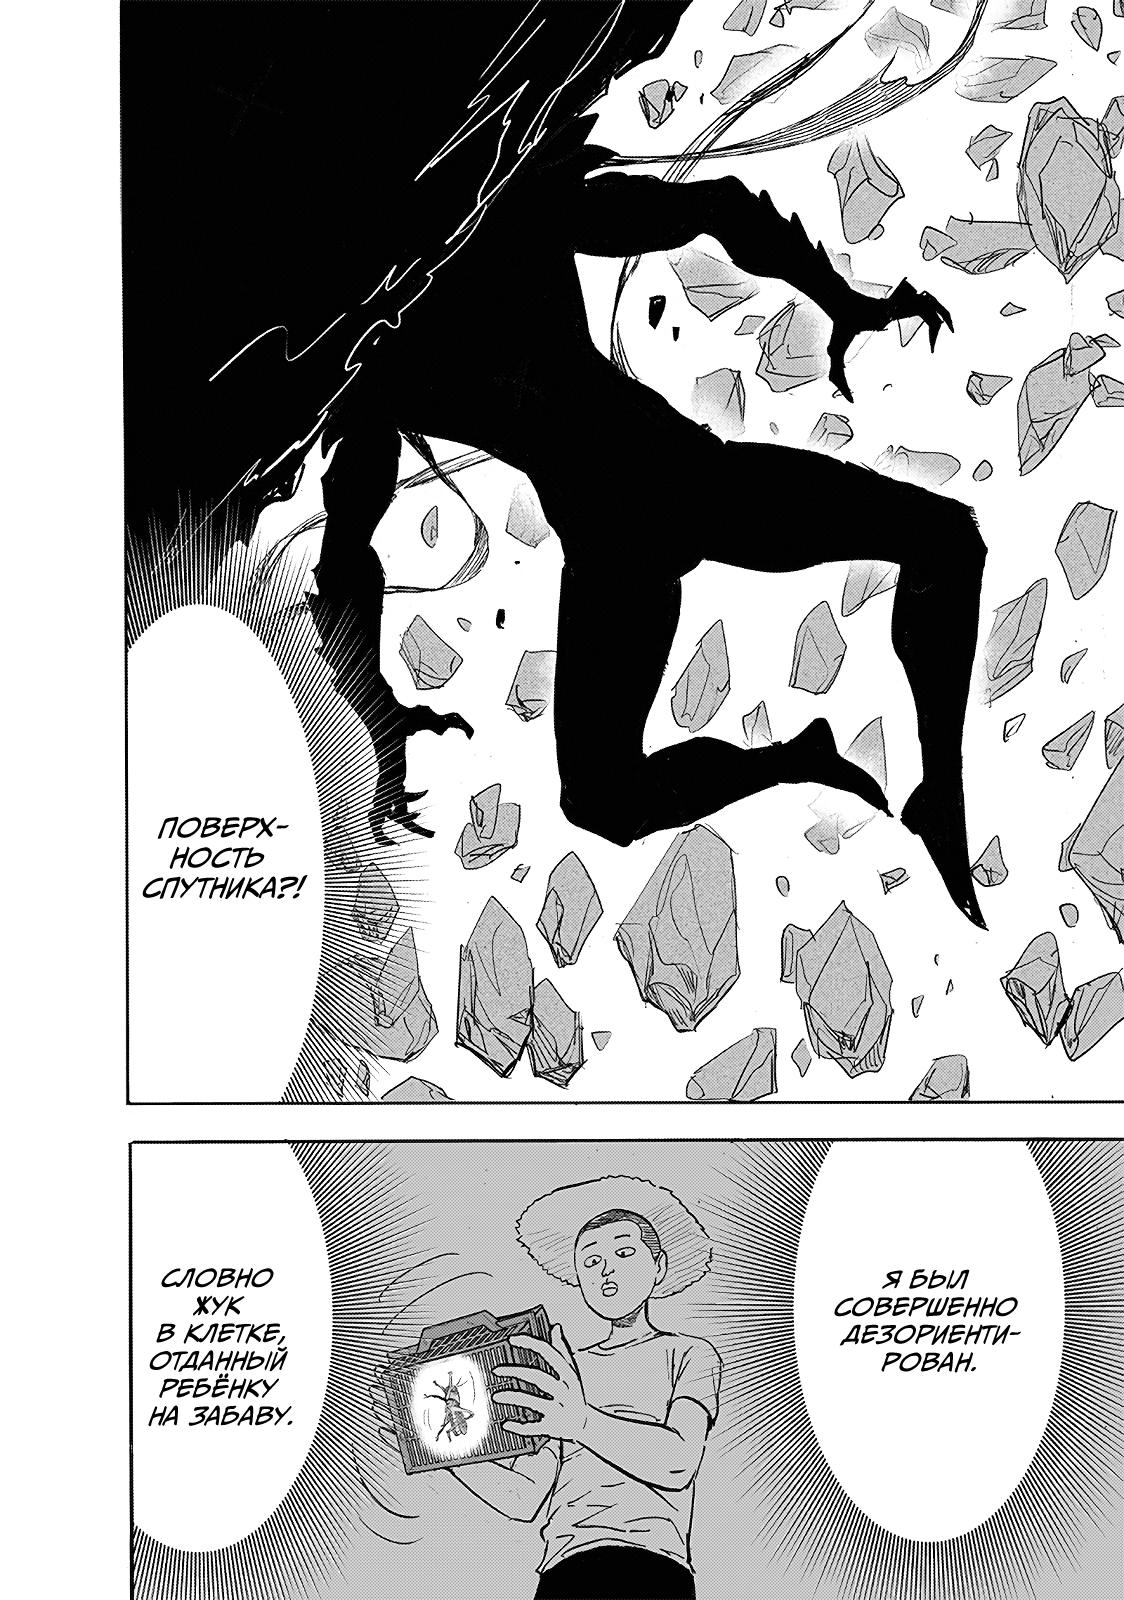 ПОВЕРХ-
НОСТЬ
СПУТНИКА?!
Я БЫЛ
СОВЕРШЕННО
ДЕЗОРИЕНТИ-
РОВАН.
СЛОВНО
ЖУК
В КЛЕТКЕ,
ОТДАННЫЙ
РЕБЁНКУ
НА ЗАБАВУ.